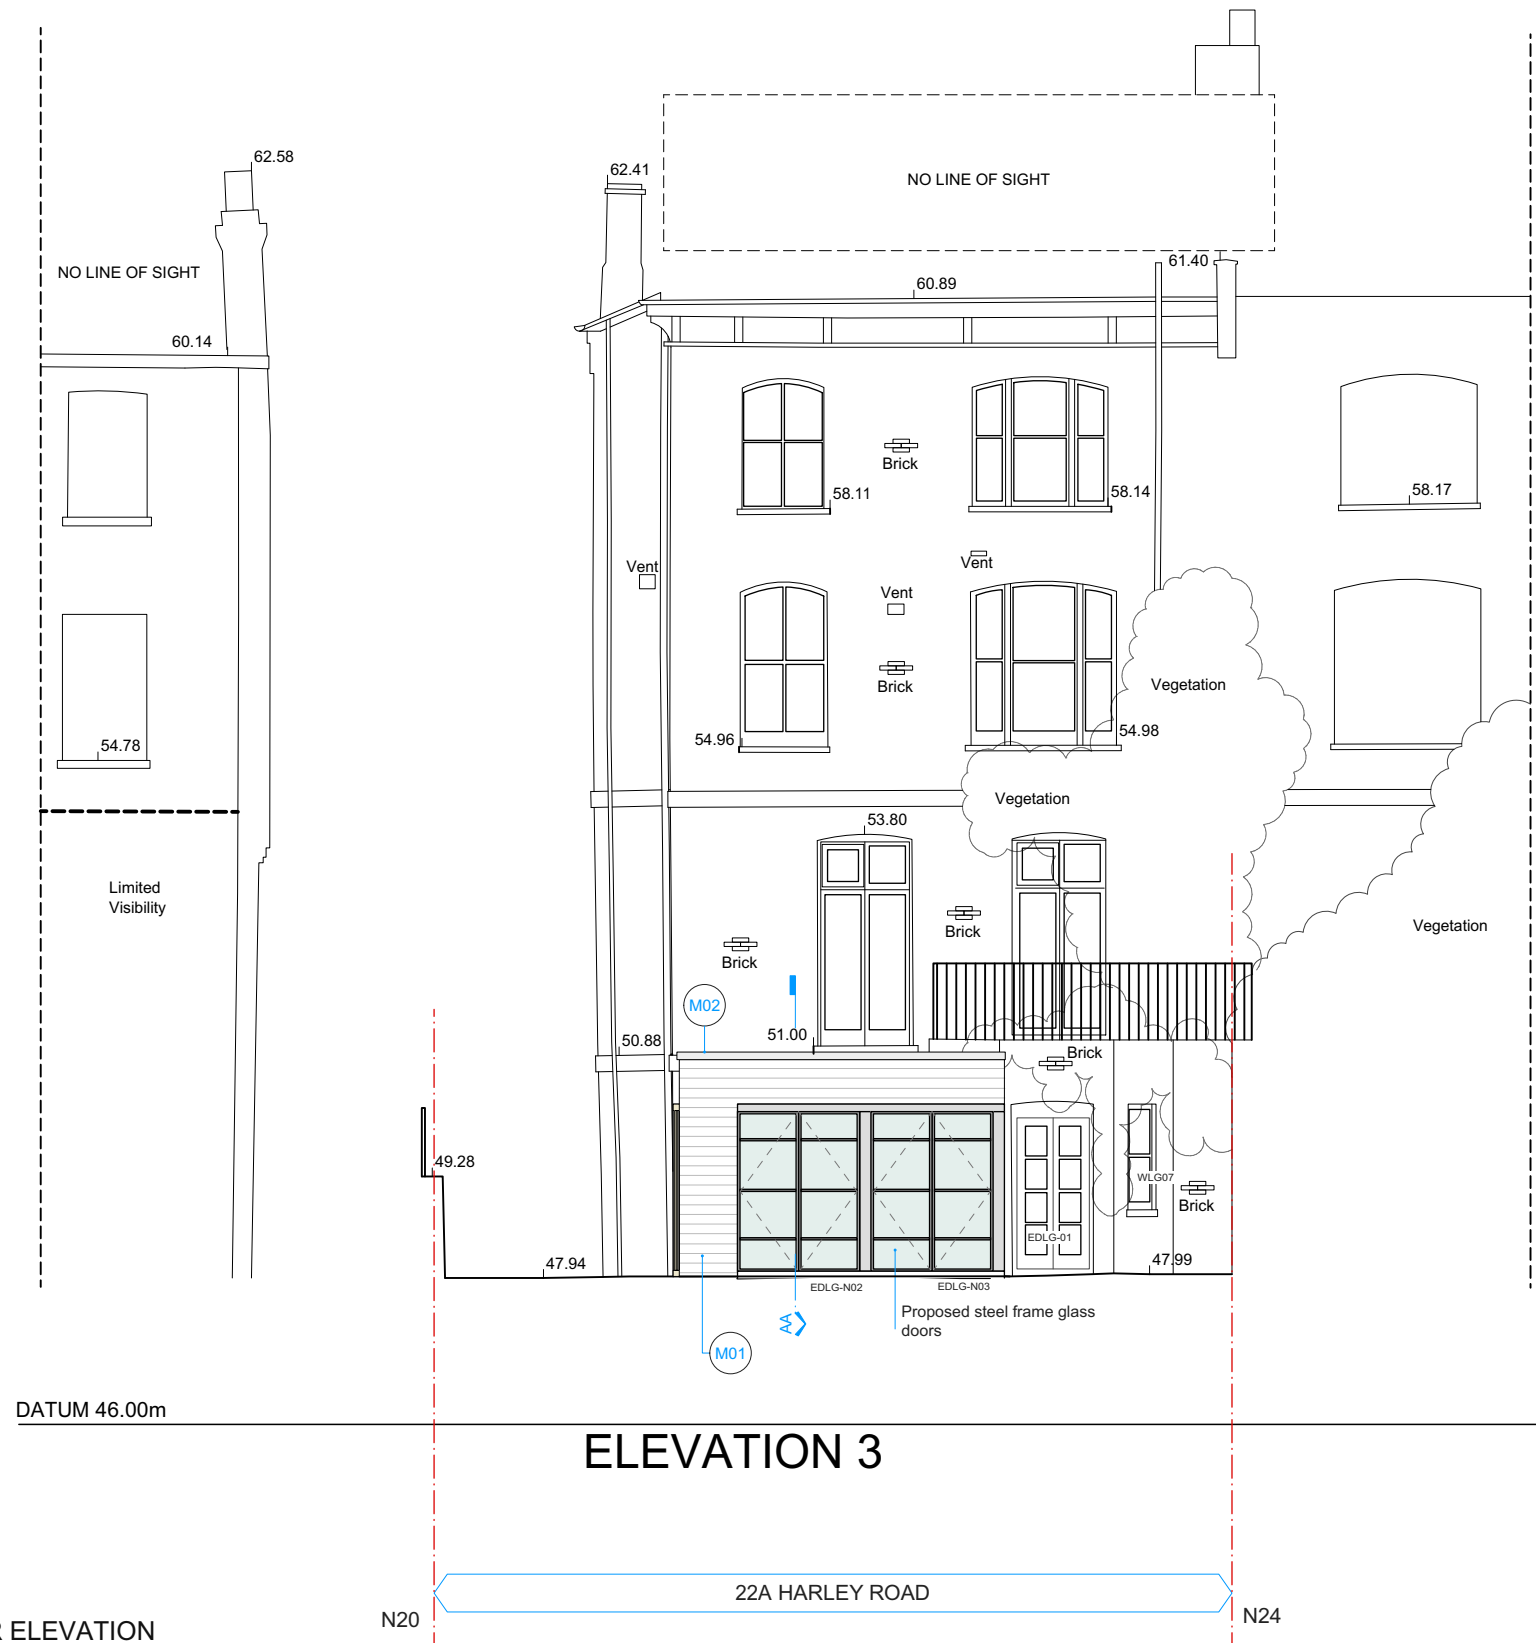 62.58
62.41
NO LINE OF SIGHT
NO LINE OF SIGHT
61.40
60.89
60.14
Brick
58.11
58.14
58.17
Vent
Vent
Vent
Brick
Vegetation
54.96
54.98
54.78
Vegetation
53.80
Limited
Visibility
Brick
Vegetation
Brick
M02
51.00
50.88
Brick
49.28
WLG07
Brick
EDLG-01
47.94
47.99
EDLG-N02
EDLG-N03
Proposed steel frame glass
doors
AA
M01
DATUM 46.00m
ELEVATION 3
22A HARLEY ROAD
N20
N24
ELEVATION